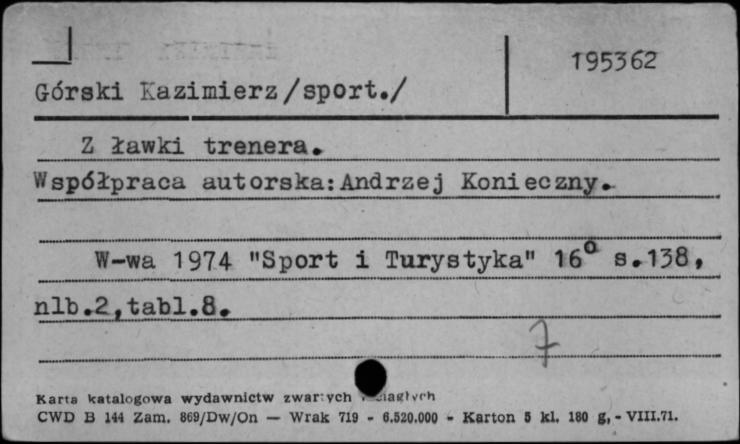 195362
Górski Kazimierz/sport./
Z ławki trenera.
Współpraca autorska:Andrzej Konieczny.
W-wa 1974 "Sport i Turystyka" 16° s.138,
nlb.2,tabl.8.
7
Karta katalogowa wydawnictw zwartych
CWD B 144 Zam. 869/Dw/On — Wrak 719 - 6.520.000 - Karton 5 kl. 180 g, - VIII.71.